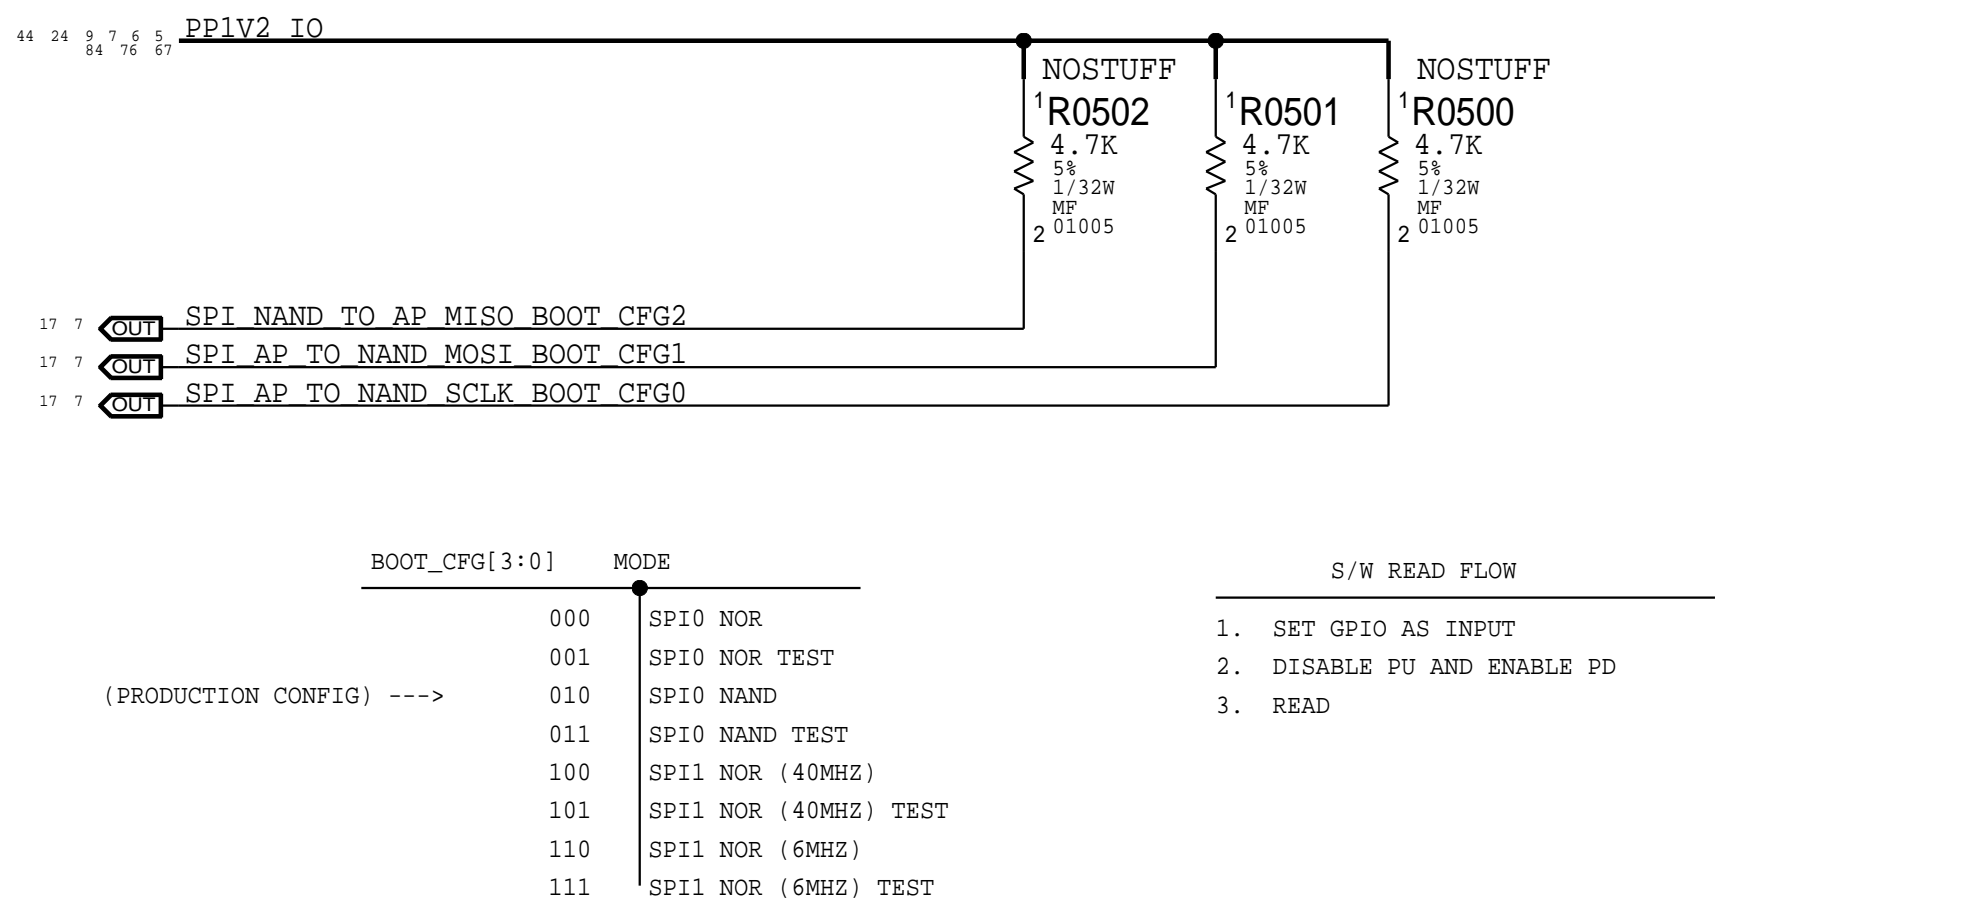 PP1V2_IO
44 24 9 7 6 5
84 76 67
NOSTUFF
1 R0502
4.7K
5%
1/32W
MF
01005
2
1 R0501
4.7K
5%
1/32W
MF
01005
2
NOSTUFF
1 R0500
4.7K
5%
1/32W
MF
01005
2
17 7 OUT SPI_NAND_TO_AP_MISO_BOOT_CFG2
17 7 OUT SPI_AP_TO_NAND_MOSI_BOOT_CFG1
17 7 OUT SPI_AP_TO_NAND_SCLK_BOOT_CFG0
BOOT_CFG[3:0] MODE
000 SPI0 NOR
001 SPI0 NOR TEST
(PRODUCTION CONFIG) ---> 010 SPI0 NAND
011 SPI0 NAND TEST
100 SPI1 NOR (40MHZ)
101 SPI1 NOR (40MHZ) TEST
110 SPI1 NOR (6MHZ)
111 SPI1 NOR (6MHZ) TEST
S/W READ FLOW
1. SET GPIO AS INPUT
2. DISABLE PU AND ENABLE PD
3. READ